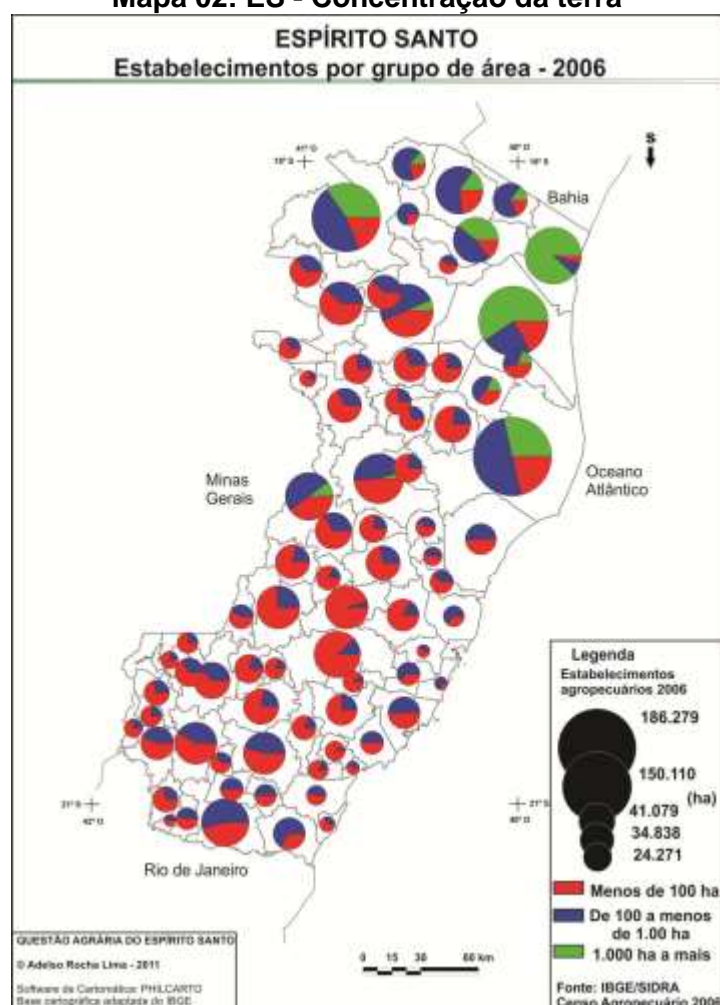 Mapa 02: ES - Concentração da terra
ESPÍRITO SANTO
Estabelecimentos por grupo de área - 2006
S
Bahia
Minas
Gerais
Oceano
Atlântico
Rio de Janeiro
Legenda
Estabelecimentos
agropecuários 2006
186.279
150.110
(ha)
41.079
34.838
24.271
Menos de 100 ha
De 100 a menos
de 1.00 ha
1.000 ha a mais
Fonte: IBGE/SIDRA
Censo Agropecuário 2006
QUESTÃO AGRÁRIA DO ESPÍRITO SANTO
© Adelso Rocha Lima - 2011
Software de Cartomática: PHILCARTO
Base cartográfica adaptada do IBGE
0 15 30 60 km